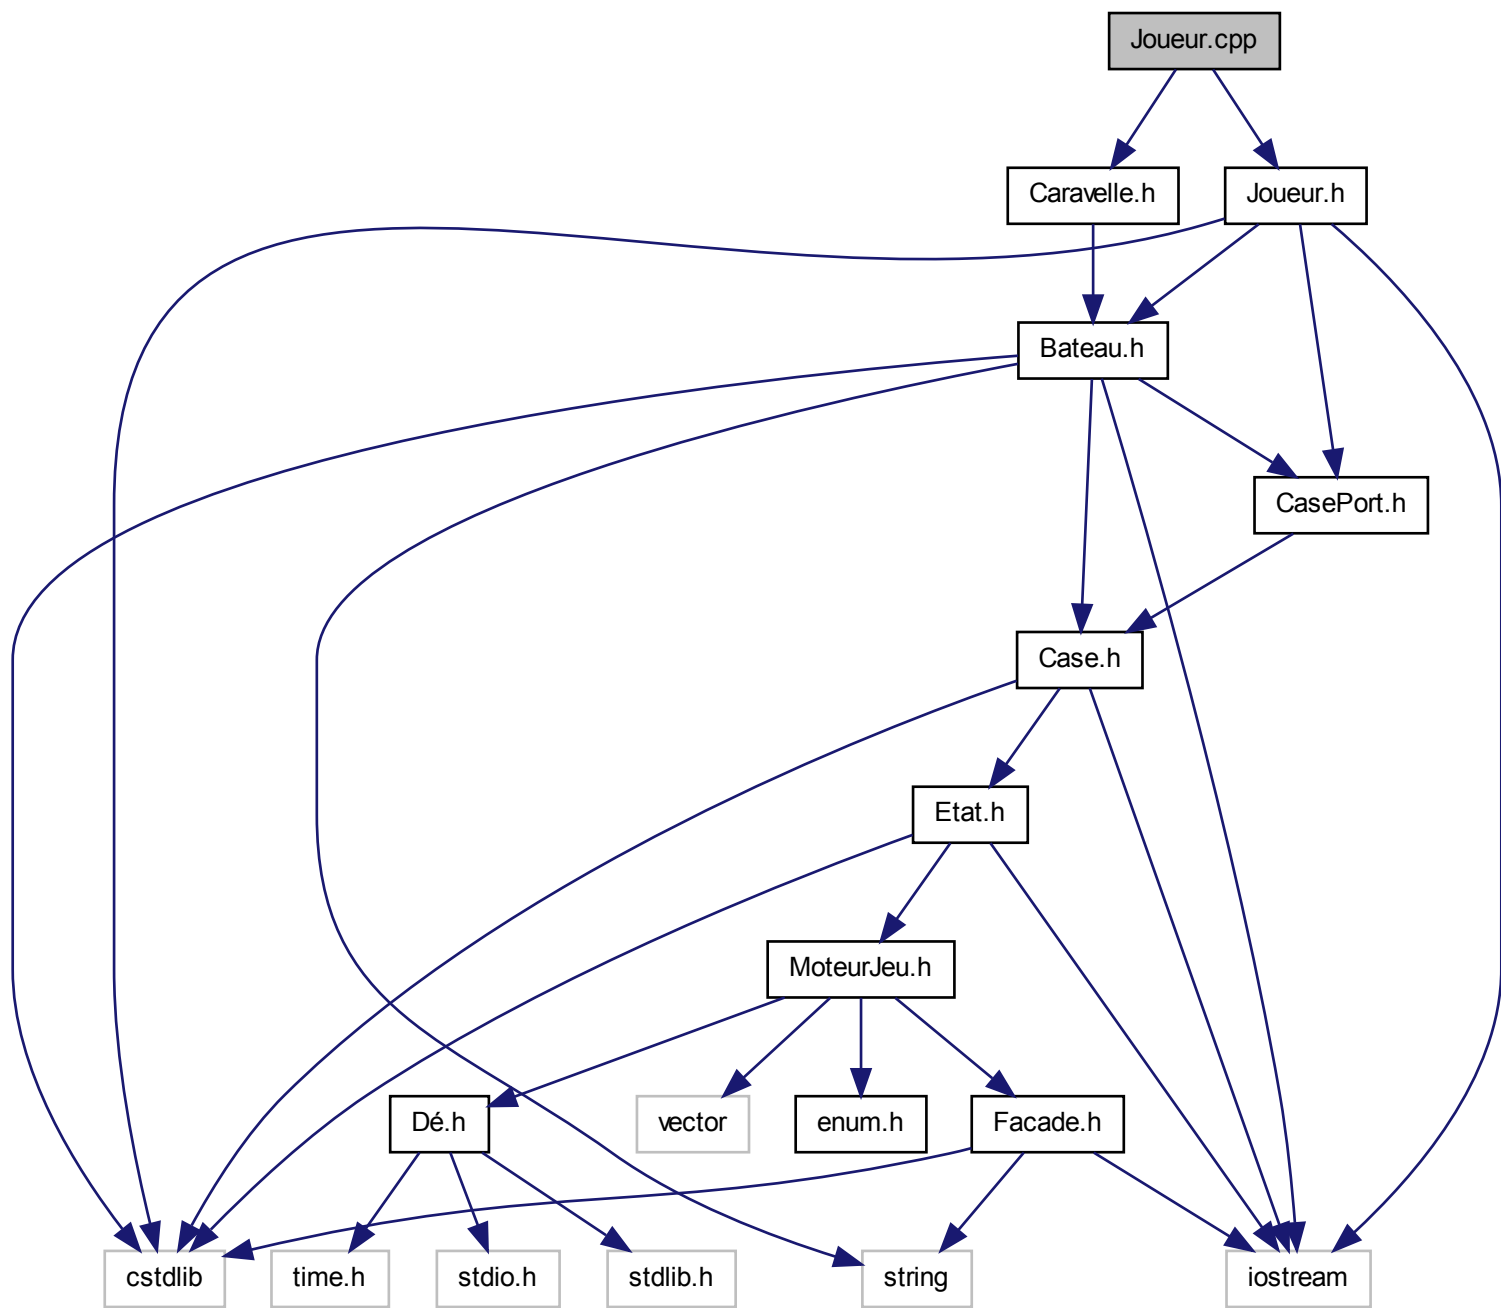 Joueur.cpp
Caravelle.h
Joueur.h
Bateau.h
CasePort.h
Case.h
Etat.h
MoteurJeu.h
Dé.h
vector
enum.h
Facade.h
cstdlib
time.h
stdio.h
stdlib.h
string
iostream